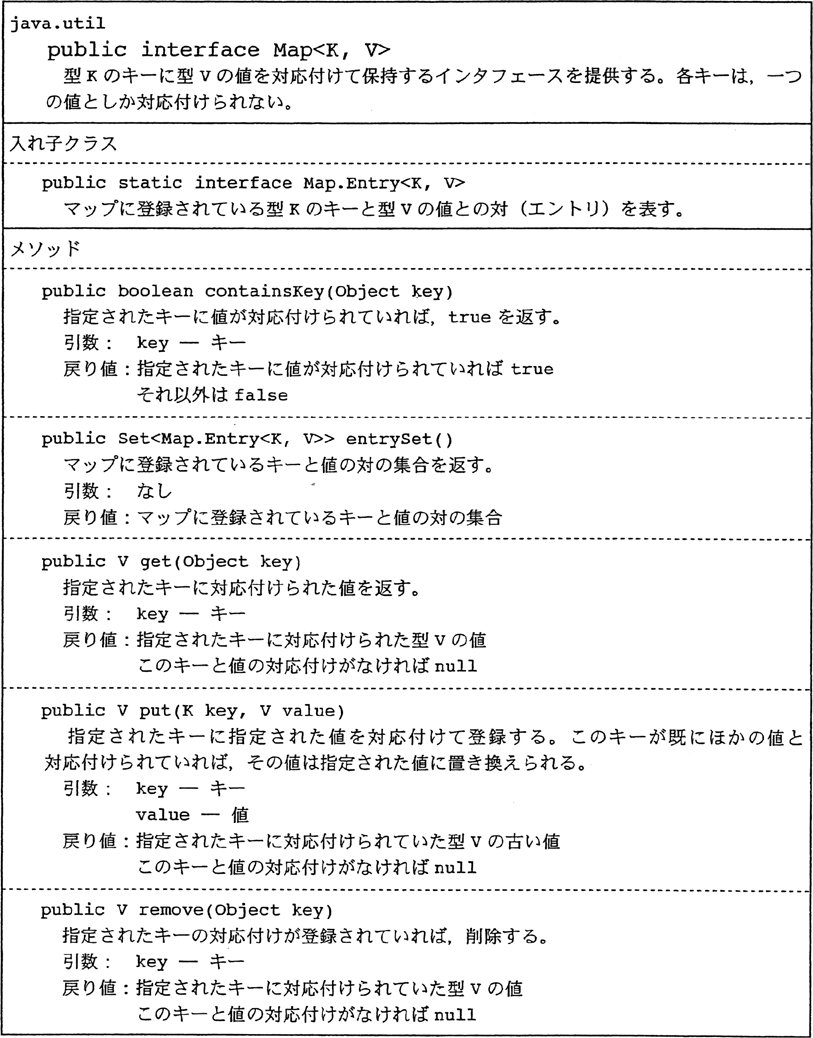 java.util
public interface Map<K, V>
型 K のキーに型 V の値を対応付けて保持するインタフェースを提供する。各キーは，一つ
の値としか対応付けられない。
入れ子クラス
public static interface Map.Entry<K, V>
マップに登録されている型 K のキーと型 V の値との対（エントリ）を表す。
メソッド
public boolean containsKey(Object key)
指定されたキーに値が対応付けられていれば，true を返す。
引数： key ― キー
戻り値：指定されたキーに値が対応付けられていれば true
それ以外は false
public Set<Map.Entry<K, V>> entrySet()
マップに登録されているキーと値の対の集合を返す。
引数： なし
戻り値：マップに登録されているキーと値の対の集合
public V get(Object key)
指定されたキーに対応付けられた値を返す。
引数： key ― キー
戻り値：指定されたキーに対応付けられた型 V の値
このキーと値の対応付けがなければ null
public V put(K key, V value)
指定されたキーに指定された値を対応付けて登録する。このキーが既にほかの値と
対応付けられていれば，その値は指定された値に置き換えられる。
引数： key ― キー
value ― 値
戻り値：指定されたキーに対応付けられていた型 V の古い値
このキーと値の対応付けがなければ null
public V remove(Object key)
指定されたキーの対応付けが登録されていれば，削除する。
引数： key ― キー
戻り値：指定されたキーに対応付けられていた型 V の値
このキーと値の対応付けがなければ null